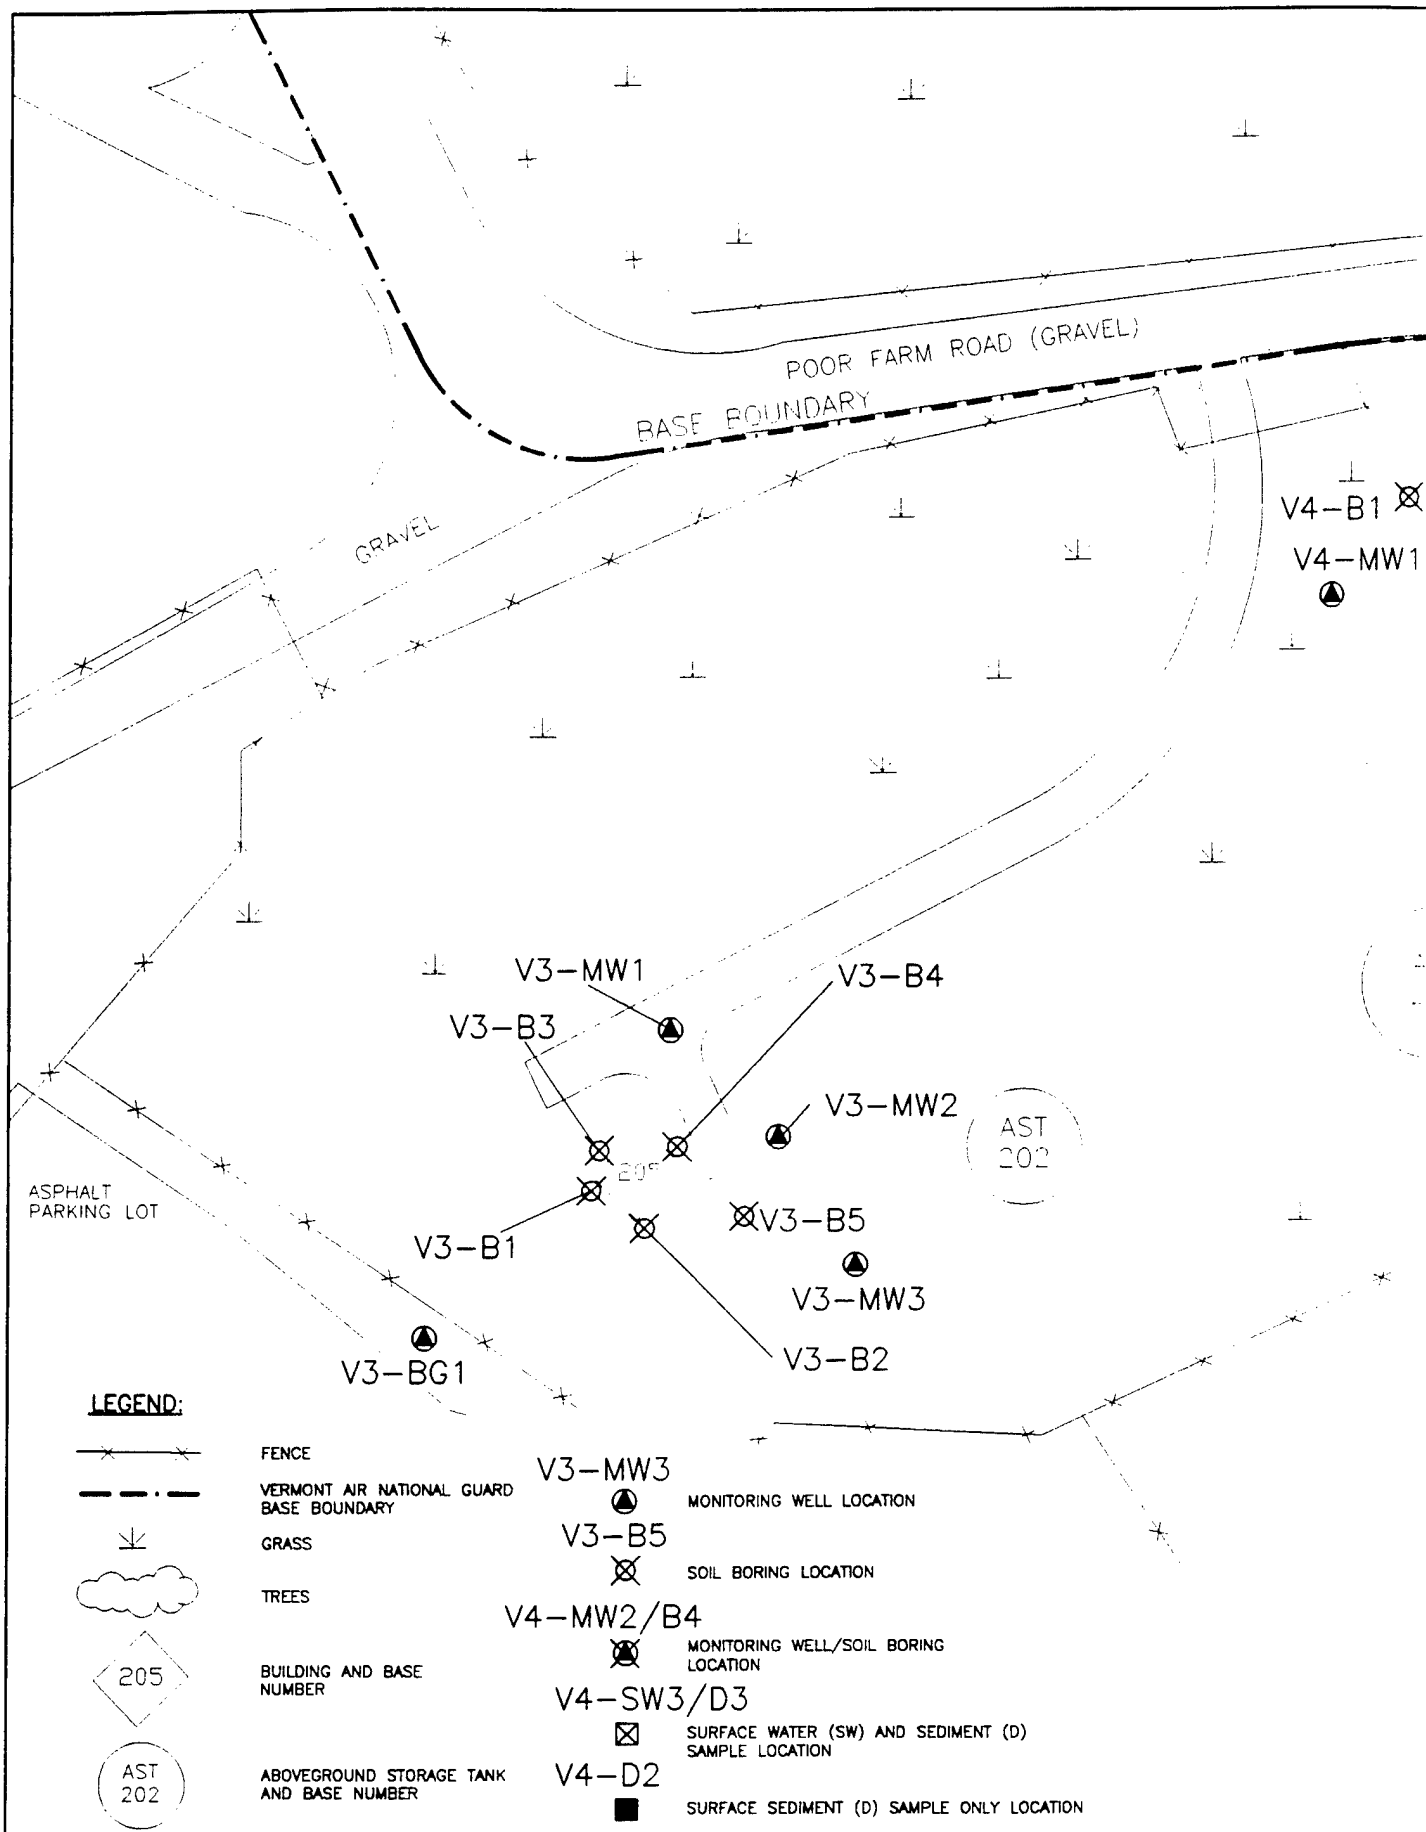 POOR FARM ROAD (GRAVEL)
BASE BOUNDARY
GRAVEL
V4-B1
V4-MW1
V3-MW1
V3-B4
V3-B3
V3-MW2
AST
202
ASPHALT
PARKING LOT
V3-B1
V3-B5
V3-MW3
V3-B2
V3-BG1
LEGEND:
FENCE
VERMONT AIR NATIONAL GUARD
BASE BOUNDARY
GRASS
TREES
205
BUILDING AND BASE
NUMBER
AST
202
ABOVEGROUND STORAGE TANK
AND BASE NUMBER
V3-MW3
MONITORING WELL LOCATION
V3-B5
SOIL BORING LOCATION
V4-MW2/B4
MONITORING WELL/SOIL BORING
LOCATION
V4-SW3/D3
SURFACE WATER (SW) AND SEDIMENT (D)
SAMPLE LOCATION
V4-D2
SURFACE SEDIMENT (D) SAMPLE ONLY LOCATION